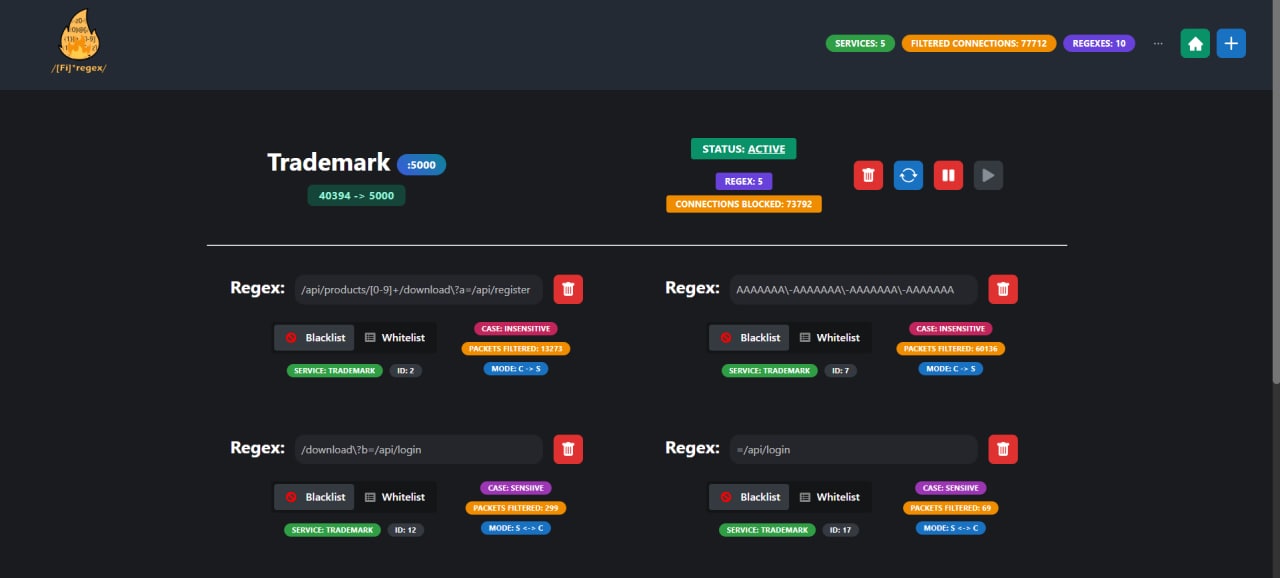 /[Fi]*regex/
SERVICES: 5 FILTERED CONNECTIONS: 77712 REGEXES: 10 ...
Trademark :5000
40394 -> 5000
STATUS: ACTIVE
REGEX: 5
CONNECTIONS BLOCKED: 73792
Regex: /api/products/[0-9]+/download\?a=/api/register
Blacklist Whitelist
CASE: INSENSITIVE
PACKETS FILTERED: 13273
MODE: C -> S
SERVICE: TRADEMARK ID: 2
Regex: AAAAAAA\-AAAAAAA\-AAAAAAA\-AAAAAAA
Blacklist Whitelist
CASE: INSENSITIVE
PACKETS FILTERED: 60136
MODE: C -> S
SERVICE: TRADEMARK ID: 7
Regex: /download\?b=/api/login
Blacklist Whitelist
CASE: SENSIIVE
PACKETS FILTERED: 299
MODE: S <-> C
SERVICE: TRADEMARK ID: 12
Regex: =/api/login
Blacklist Whitelist
CASE: SENSIIVE
PACKETS FILTERED: 69
MODE: S <-> C
SERVICE: TRADEMARK ID: 17